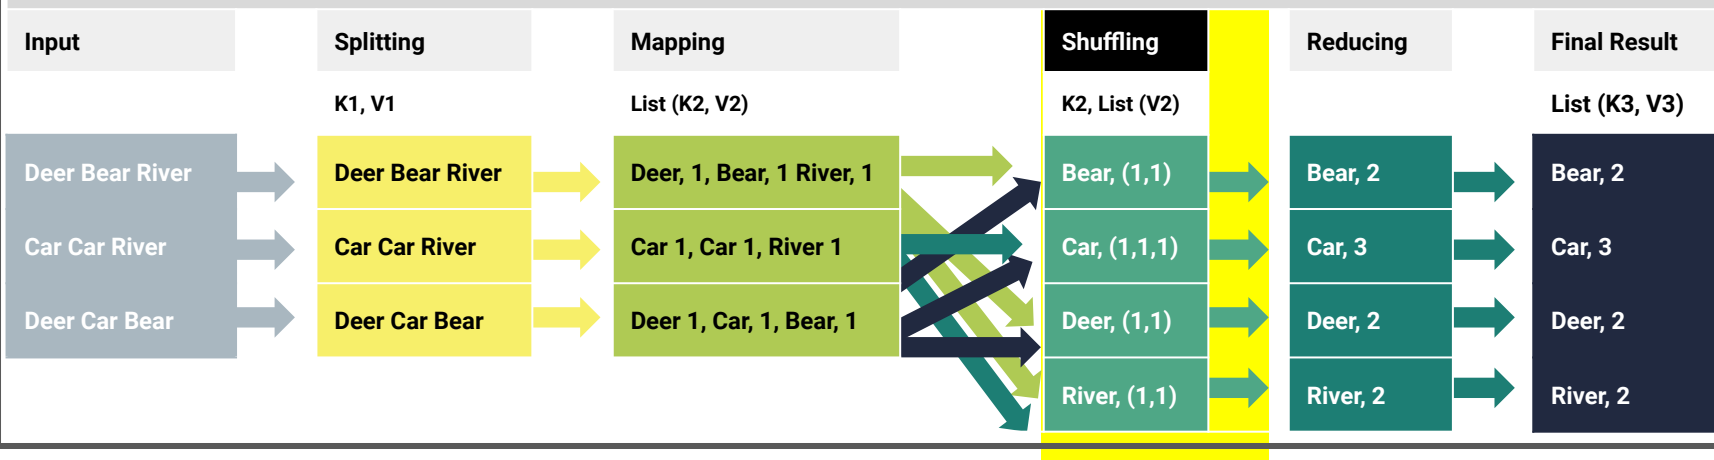 Input Splitting Mapping Shuffling Reducing Final Result
K1, V1 List (K2, V2) K2, List (V2) List (K3, V3)
Deer Bear River Deer Bear River Deer, 1, Bear, 1 River, 1 Bear, (1,1) Bear, 2 Bear, 2
Car Car River Car Car River Car 1, Car 1, River 1 Car, (1,1,1) Car, 3 Car, 3
Deer Car Bear Deer Car Bear Deer 1, Car, 1, Bear, 1 Deer, (1,1) Deer, 2 Deer, 2
River, (1,1) River, 2 River, 2